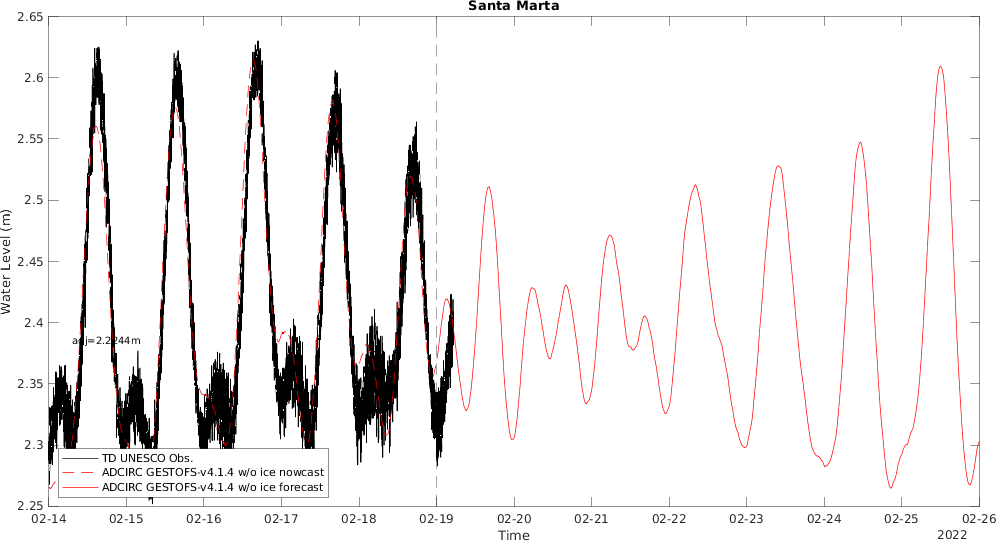 Santa Marta
2.65
2.6
2.55
2.5
2.45
2.4
2.35
2.3
2.25
Water Level (m)
adj=2.2244m
TD UNESCO Obs.
ADCIRC GESTOFS-v4.1.4 w/o ice nowcast
ADCIRC GESTOFS-v4.1.4 w/o ice forecast
02-14 02-15 02-16 02-17 02-18 02-19 02-20 02-21 02-22 02-23 02-24 02-25 02-26
Time
2022